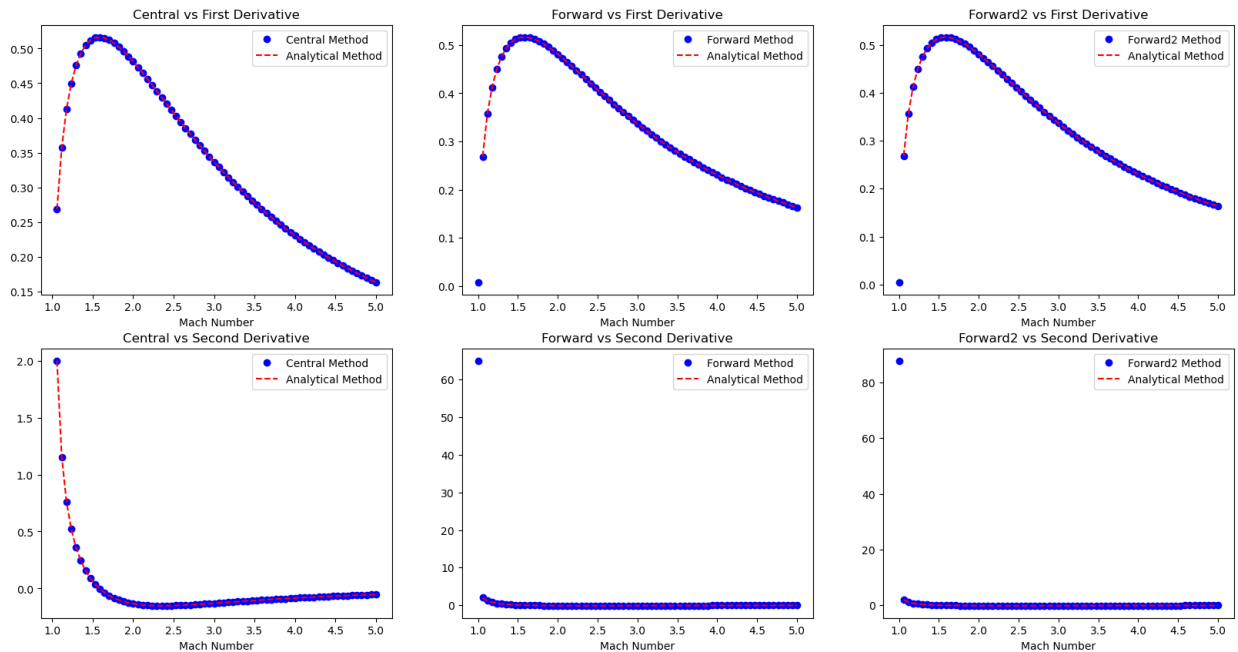 Central vs First Derivative
0.50
0.45
0.40
0.35
0.30
0.25
0.20
0.15
1.0 1.5 2.0 2.5 3.0 3.5 4.0 4.5 5.0
Mach Number
Central Method
Analytical Method
Forward vs First Derivative
0.5
0.4
0.3
0.2
0.1
0.0
1.0 1.5 2.0 2.5 3.0 3.5 4.0 4.5 5.0
Mach Number
Forward Method
Analytical Method
Forward2 vs First Derivative
0.5
0.4
0.3
0.2
0.1
0.0
1.0 1.5 2.0 2.5 3.0 3.5 4.0 4.5 5.0
Mach Number
Forward2 Method
Analytical Method
Central vs Second Derivative
2.0
1.5
1.0
0.5
0.0
1.0 1.5 2.0 2.5 3.0 3.5 4.0 4.5 5.0
Mach Number
Central Method
Analytical Method
Forward vs Second Derivative
60
50
40
30
20
10
0
1.0 1.5 2.0 2.5 3.0 3.5 4.0 4.5 5.0
Mach Number
Forward Method
Analytical Method
Forward2 vs Second Derivative
80
60
40
20
0
1.0 1.5 2.0 2.5 3.0 3.5 4.0 4.5 5.0
Mach Number
Forward2 Method
Analytical Method